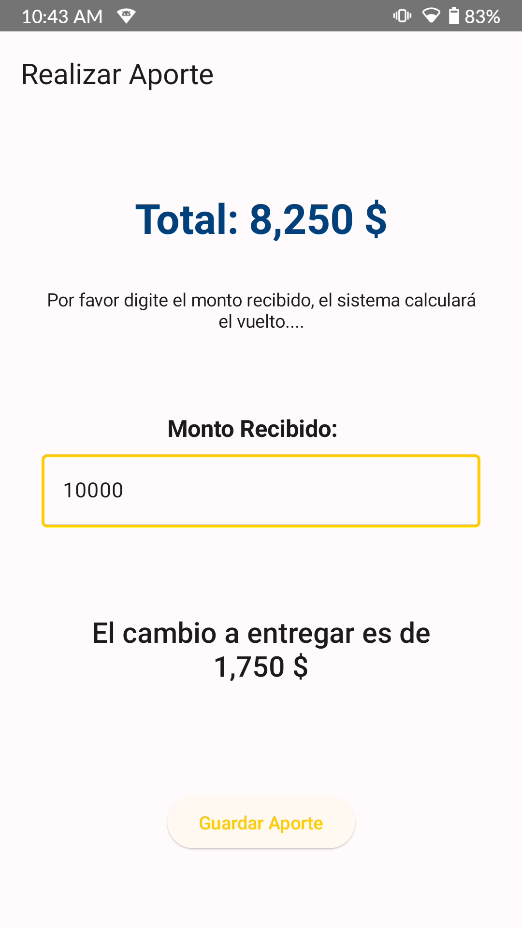 10:43 AM
83%
Realizar Aporte
Total: 8,250 $
Por favor digite el monto recibido, el sistema calculará
el vuelto....
Monto Recibido:
10000
El cambio a entregar es de
1,750 $
Guardar Aporte